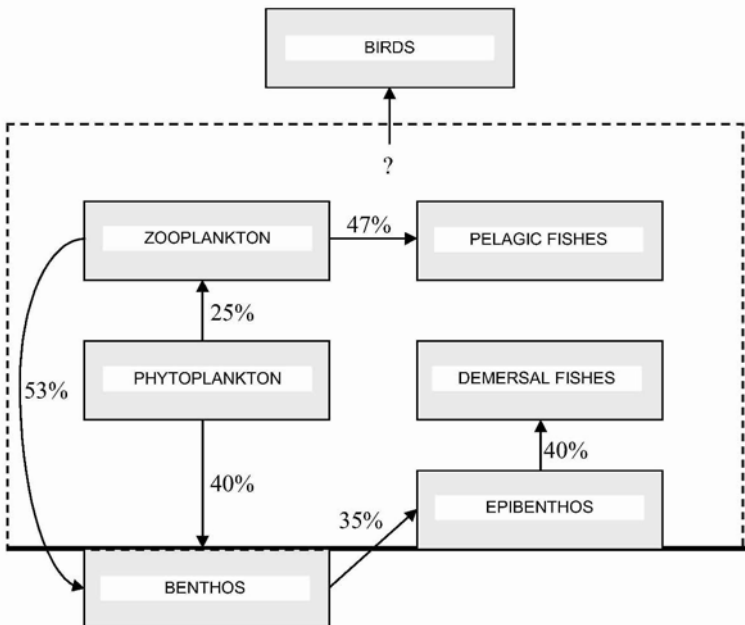 BIRDS
?
ZOOPLANKTON
47%
PELAGIC FISHES
25%
PHYTOPLANKTON
DEMERSAL FISHES
53%
40%
40%
35%
EPIBENTHOS
BENTHOS